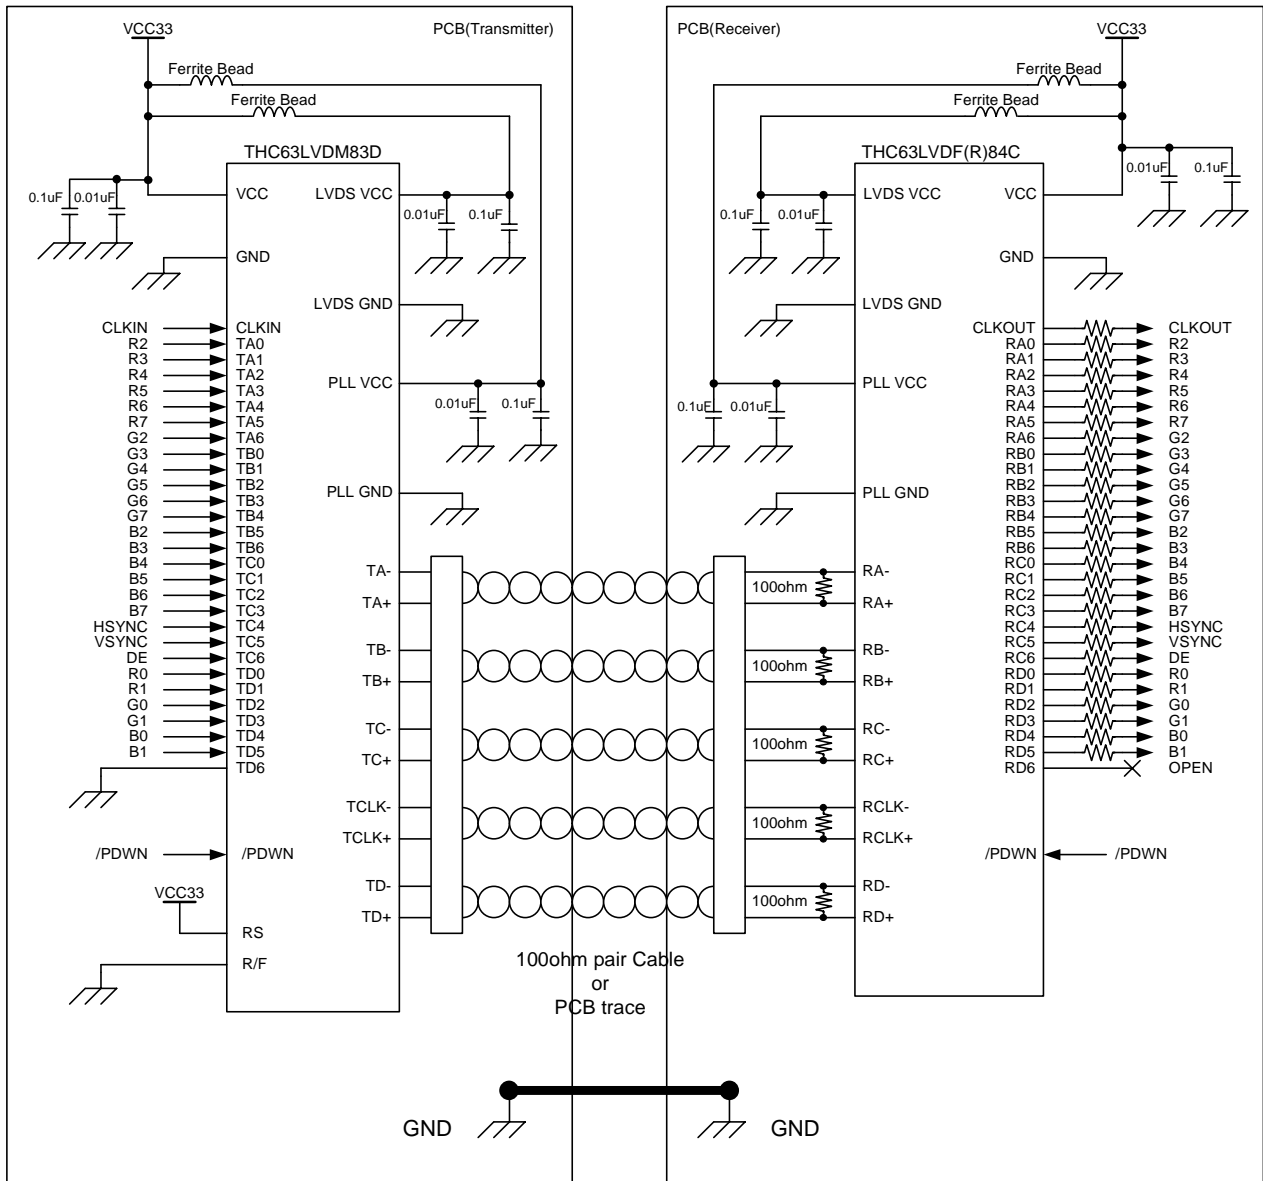 PCB(Transmitter)
VCC33
Ferrite Bead
Ferrite Bead
THC63LVDM83D
0.1uF
0.01uF
VCC
LVDS VCC
0.01uF
0.1uF
GND
LVDS GND
PLL VCC
0.01uF
0.1uF
PLL GND
CLKIN CLKIN
R2 TA0
R3 TA1
R4 TA2
R5 TA3
R6 TA4
R7 TA5
G2 TA6
G3 TB0
G4 TB1
G5 TB2
G6 TB3
G7 TB4
B2 TB5
B3 TB6
B4 TC0
B5 TC1
B6 TC2
B7 TC3
HSYNC TC4
VSYNC TC5
DE TC6
R0 TD0
R1 TD1
G0 TD2
G1 TD3
B0 TD4
B1 TD5
TD6
/PDWN /PDWN
VCC33
RS
R/F
TA-
TA+
TB-
TB+
TC-
TC+
TCLK-
TCLK+
TD-
TD+
100ohm pair Cable
or
PCB trace
GND
GND
PCB(Receiver)
VCC33
Ferrite Bead
Ferrite Bead
THC63LVDF(R)84C
0.1uF
0.01uF
LVDS VCC
VCC
0.01uF
0.1uF
GND
LVDS GND
0.1uF
0.01uF
PLL VCC
PLL GND
100ohm
RA-
RA+
100ohm
RB-
RB+
100ohm
RC-
RC+
100ohm
RCLK-
RCLK+
100ohm
RD-
RD+
CLKOUT CLKOUT
RA0 R2
RA1 R3
RA2 R4
RA3 R5
RA4 R6
RA5 R7
RA6 G2
RB0 G3
RB1 G4
RB2 G5
RB3 G6
RB4 G7
RB5 B2
RB6 B3
RC0 B4
RC1 B5
RC2 B6
RC3 B7
RC4 HSYNC
RC5 VSYNC
RC6 DE
RD0 R0
RD1 R1
RD2 G0
RD3 G1
RD4 B0
RD5 B1
RD6 OPEN
/PDWN /PDWN